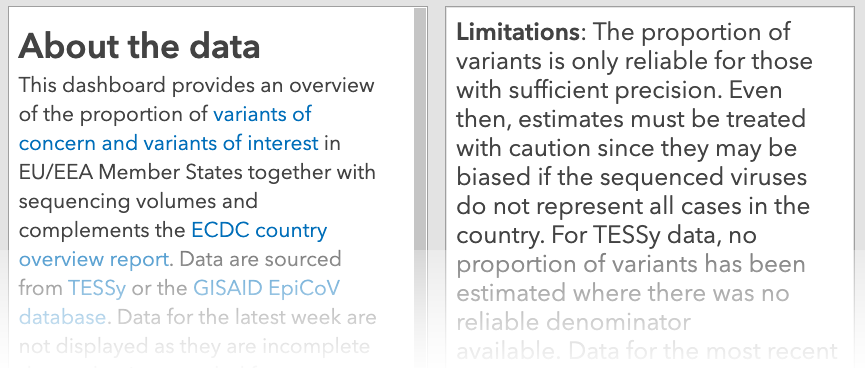 About the data
This dashboard provides an overview
of the proportion of variants of
concern and variants of interest in
EU/EEA Member States together with
sequencing volumes and
complements the ECDC country
overview report. Data are sourced
from TESSy or the GISAID EpiCoV
database. Data for the latest week are
not displayed as they are incomplete
Limitations: The proportion of
variants is only reliable for those
with sufficient precision. Even
then, estimates must be treated
with caution since they may be
biased if the sequenced viruses
do not represent all cases in the
country. For TESSy data, no
proportion of variants has been
estimated where there was no
reliable denominator
available. Data for the most recent